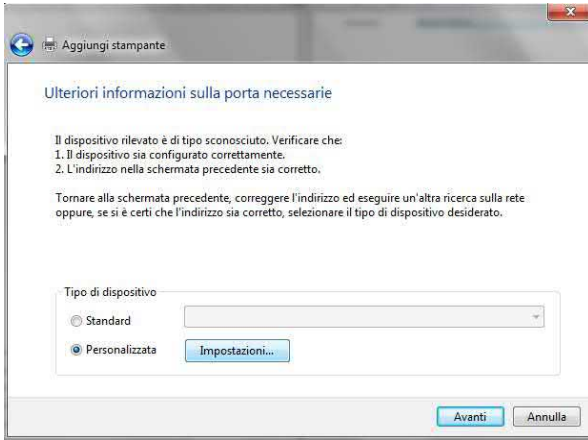 Aggiungi stampante
Ulteriori informazioni sulla porta necessarie
Il dispositivo rilevato è di tipo sconosciuto. Verificare che:
1. Il dispositivo sia configurato correttamente.
2. L'indirizzo nella schermata precedente sia corretto.
Tornare alla schermata precedente, correggere l'indirizzo ed eseguire un'altra ricerca sulla rete
oppure, se si è certi che l'indirizzo sia corretto, selezionare il tipo di dispositivo desiderato.
Tipo di dispositivo
Standard
Personalizzata
Impostazioni...
Avanti
Annulla